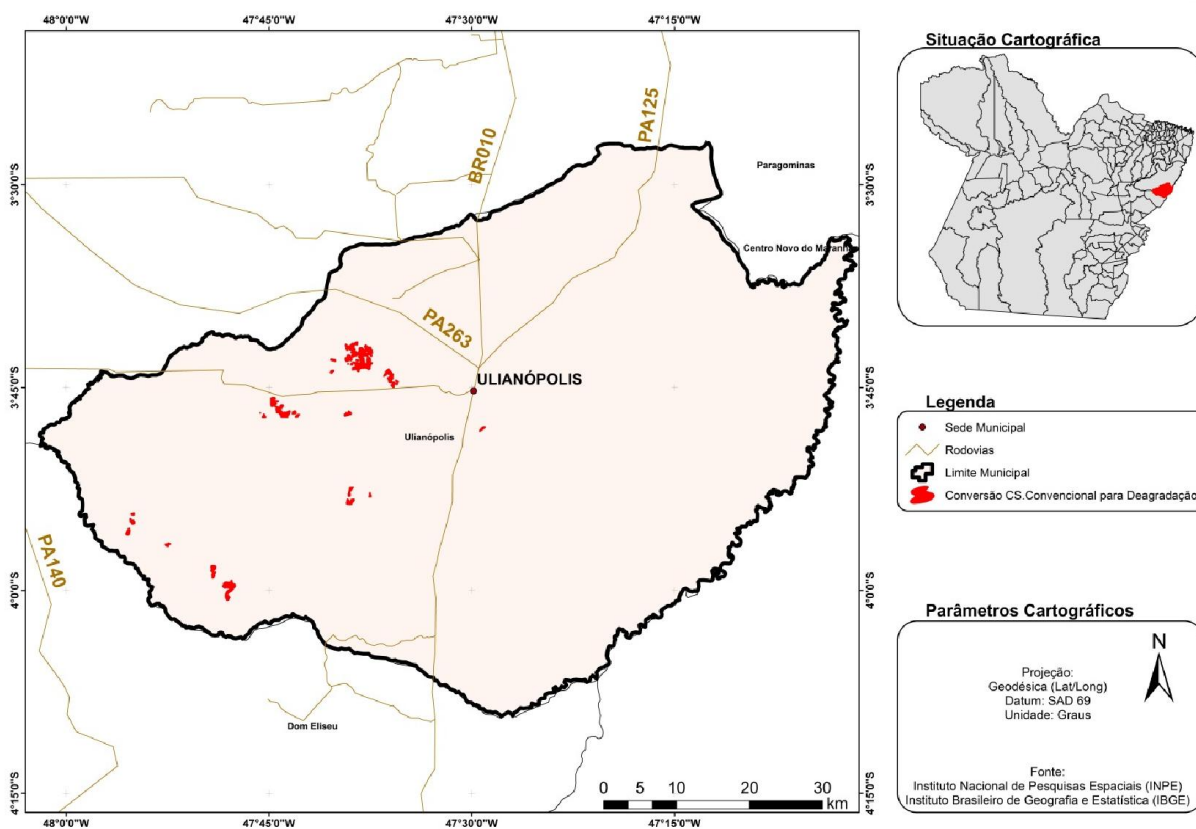 48°0'0"W
47°45'0"W
47°30'0"W
47°15'0"W
3°30'0"S
3°45'0"S
4°0'0"S
4°15'0"S
BR010
PA125
Paragominas
Centro Novo do Maranh
PA263
ULIANÓPOLIS
Ulianópolis
PA140
Dom Eliseu
0 5 10 20 30
km
48°0'0"W
47°45'0"W
47°30'0"W
47°15'0"W
3°30'0"S
3°45'0"S
4°0'0"S
4°15'0"S
Situação Cartográfica
Legenda
Sede Municipal
Rodovias
Limite Municipal
Conversão CS.Convencional para Deagradação
Parâmetros Cartográficos
N
Projeção:
Geodésica (Lat/Long)
Datum: SAD 69
Unidade: Graus
Fonte:
Instituto Nacional de Pesquisas Espaciais (INPE)
Instituto Brasileiro de Geografia e Estatística (IBGE)